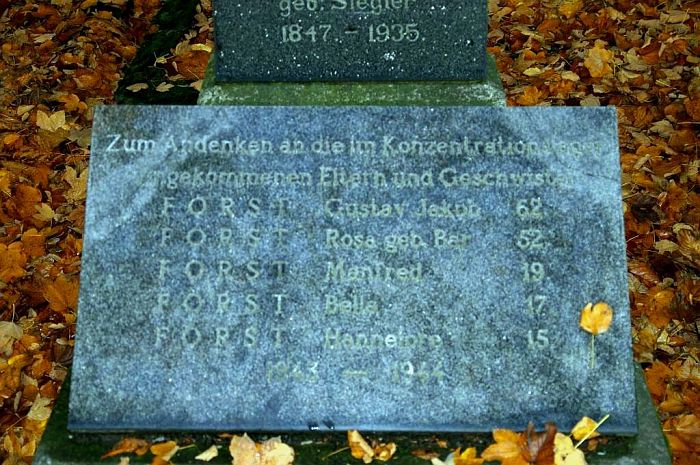 geb. Siegler
1847 - 1935.
Zum Andenken an die im Konzentrationslager
umgekommenen Eltern und Geschwister
FORST Gustav Jakob 62.
FORST Rosa geb. Bär 52.
FORST Manfred 19.
FORST Bella 17.
FORST Hannelore 15.
1943 — 1944